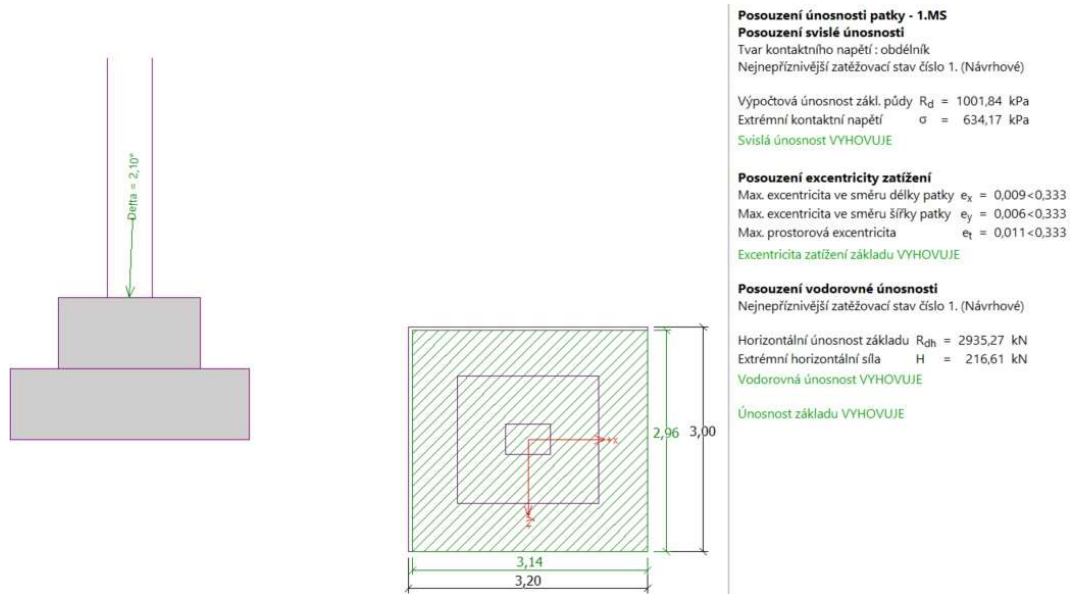 Posouzení únosnosti patky - 1.MS
Posouzení svislé únosnosti
Tvar kontaktního napětí : obdélník
Nejnepříznivější zatěžovací stav číslo 1. (Návrhové)
Výpočtová únosnost zákl. půdy Rd = 1001,84 kPa
Extrémní kontaktní napětí σ = 634,17 kPa
Svislá únosnost VYHOVUJE
Posouzení excentricity zatížení
Max. excentricita ve směru délky patky ex = 0,009<0,333
Max. excentricita ve směru šířky patky ey = 0,006<0,333
Max. prostorová excentricita et = 0,011<0,333
Excentricita zatížení základu VYHOVUJE
Posouzení vodorovné únosnosti
Nejnepříznivější zatěžovací stav číslo 1. (Návrhové)
Horizontální únosnost základu Rdh = 2935,27 kN
Extrémní horizontální síla H = 216,61 kN
Vodorovná únosnost VYHOVUJE
Únosnost základu VYHOVUJE
Delta = 2,10°
+x
+y
2,96
3,00
3,14
3,20